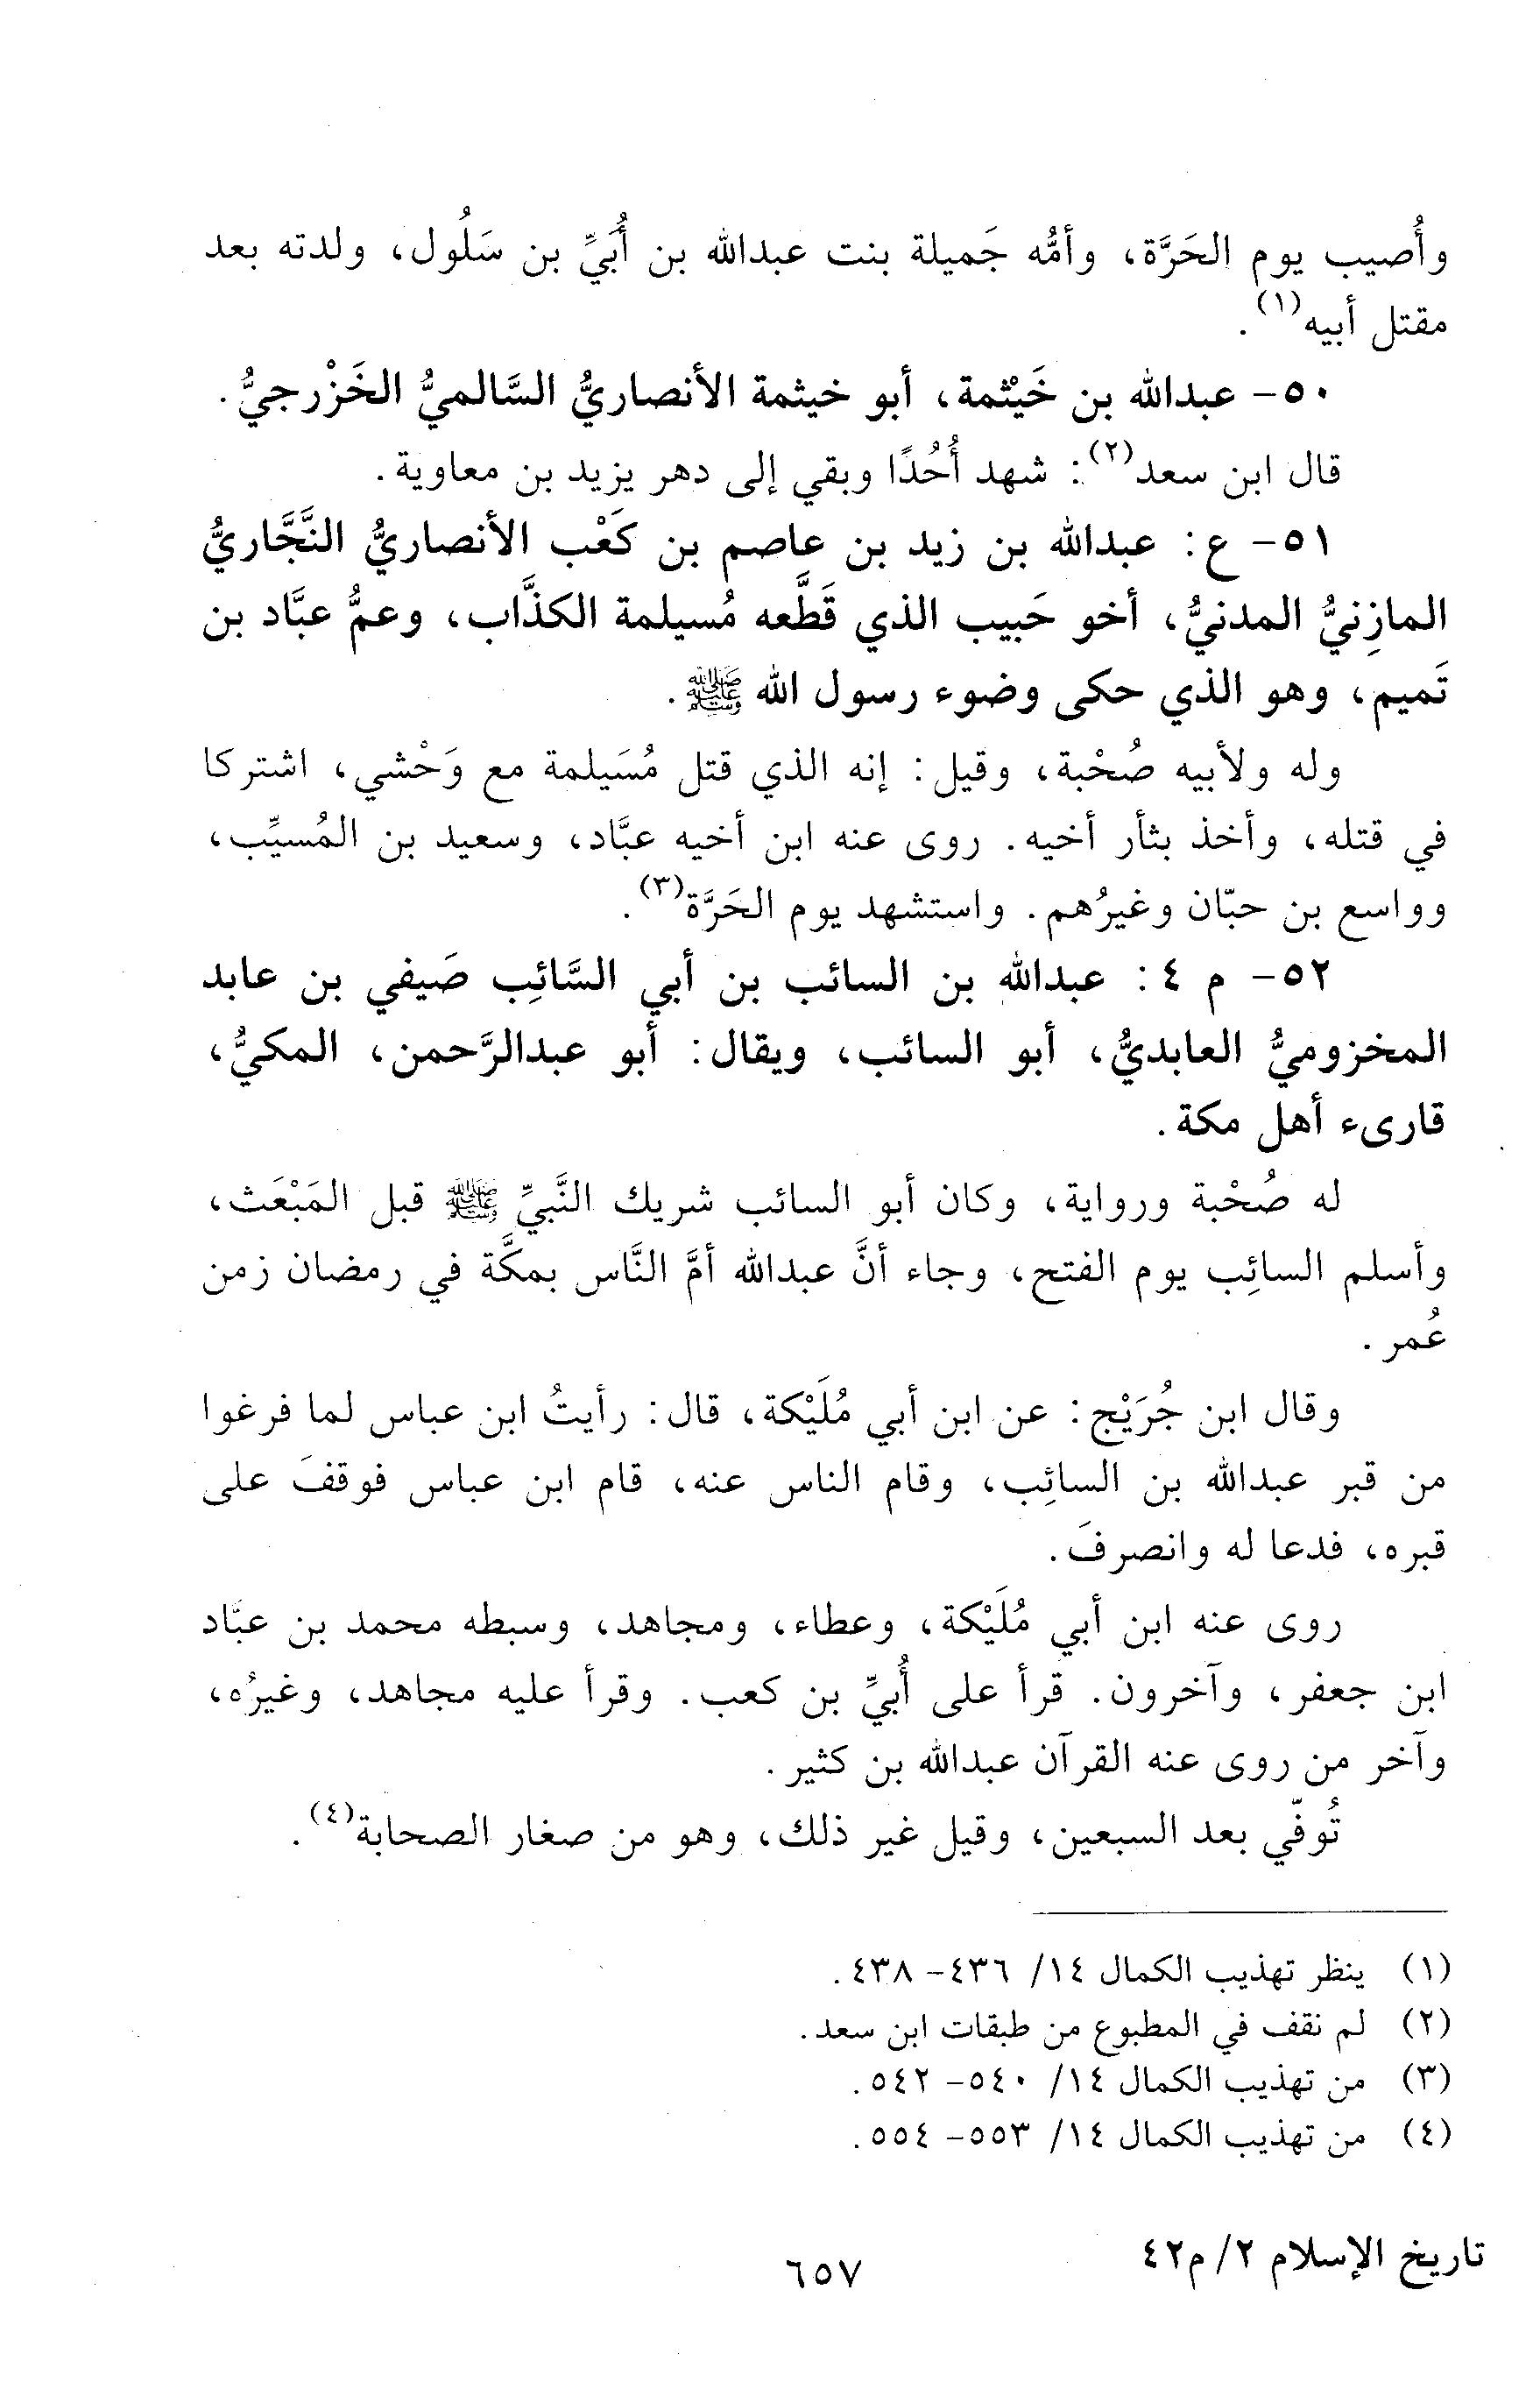 وأُصيب يوم الحَرَّة، وأمُّه جَميلة بنت عبدالله بن أُبَيِّ بن سَلُول، ولدته بعد
مقتل أبيه(١).
٥٠- عبدالله بن خَيْثمة، أبو خيثمة الأنصاريُّ السَّالميُّ الخَزْرجيُّ.
قال ابن سعد(٢): شهد أُحُدًا وبقي إلى دهر يزيد بن معاوية.
٥١- ع: عبدالله بن زيد بن عاصم بن كَعْب الأنصاريُّ النَّجَّاريُّ
المازِنيُّ المدنيُّ، أخو حَبيب الذي قَطَّعه مُسيلمة الكذَّاب، وعمُّ عبَّاد بن
تَميم، وهو الذي حكى وضوء رسول الله ﷺ.
وله ولأبيه صُحْبة، وقيل: إنه الذي قتل مُسَيلمة مع وَحْشي، اشتركا
في قتله، وأخذ بثأر أخيه. روى عنه ابن أخيه عبَّاد، وسعيد بن المُسيِّب،
وواسع بن حبّان وغيرُهم. واستشهد يوم الحَرَّة(٣).
٥٢- م ٤: عبدالله بن السائب بن أبي السَّائِب صَيفي بن عابد
المخزوميُّ العابديُّ، أبو السائب، ويقال: أبو عبدالرَّحمن، المكيُّ،
قارىء أهل مكة.
له صُحْبة ورواية، وكان أبو السائب شريك النَّبيِّ ﷺ قبل المَبْعَث،
وأسلم السائِب يوم الفتح، وجاء أنَّ عبدالله أمَّ النَّاس بمكَّة في رمضان زمن
عُمر.
وقال ابن جُرَيْج: عن ابن أبي مُلَيْكة، قال: رأيتُ ابن عباس لما فرغوا
من قبر عبدالله بن السائِب، وقام الناس عنه، قام ابن عباس فوقفَ على
قبره، فدعا له وانصرفَ.
روى عنه ابن أبي مُلَيْكة، وعطاء، ومجاهد، وسبطه محمد بن عبَّاد
ابن جعفر، وآخرون. قرأ على أُبيِّ بن كعب. وقرأ عليه مجاهد، وغيرُه،
وآخر من روى عنه القرآن عبدالله بن كثير.
تُوفّي بعد السبعين، وقيل غير ذلك، وهو من صغار الصحابة(٤).
(١) ينظر تهذيب الكمال ١٤/ ٤٣٦- ٤٣٨.
(٢) لم نقف في المطبوع من طبقات ابن سعد.
(٣) من تهذيب الكمال ١٤/ ٥٤٠- ٥٤٢.
(٤) من تهذيب الكمال ١٤/ ٥٥٣- ٥٥٤.
تاريخ الإسلام ٢/ م٤٢
٦٥٧